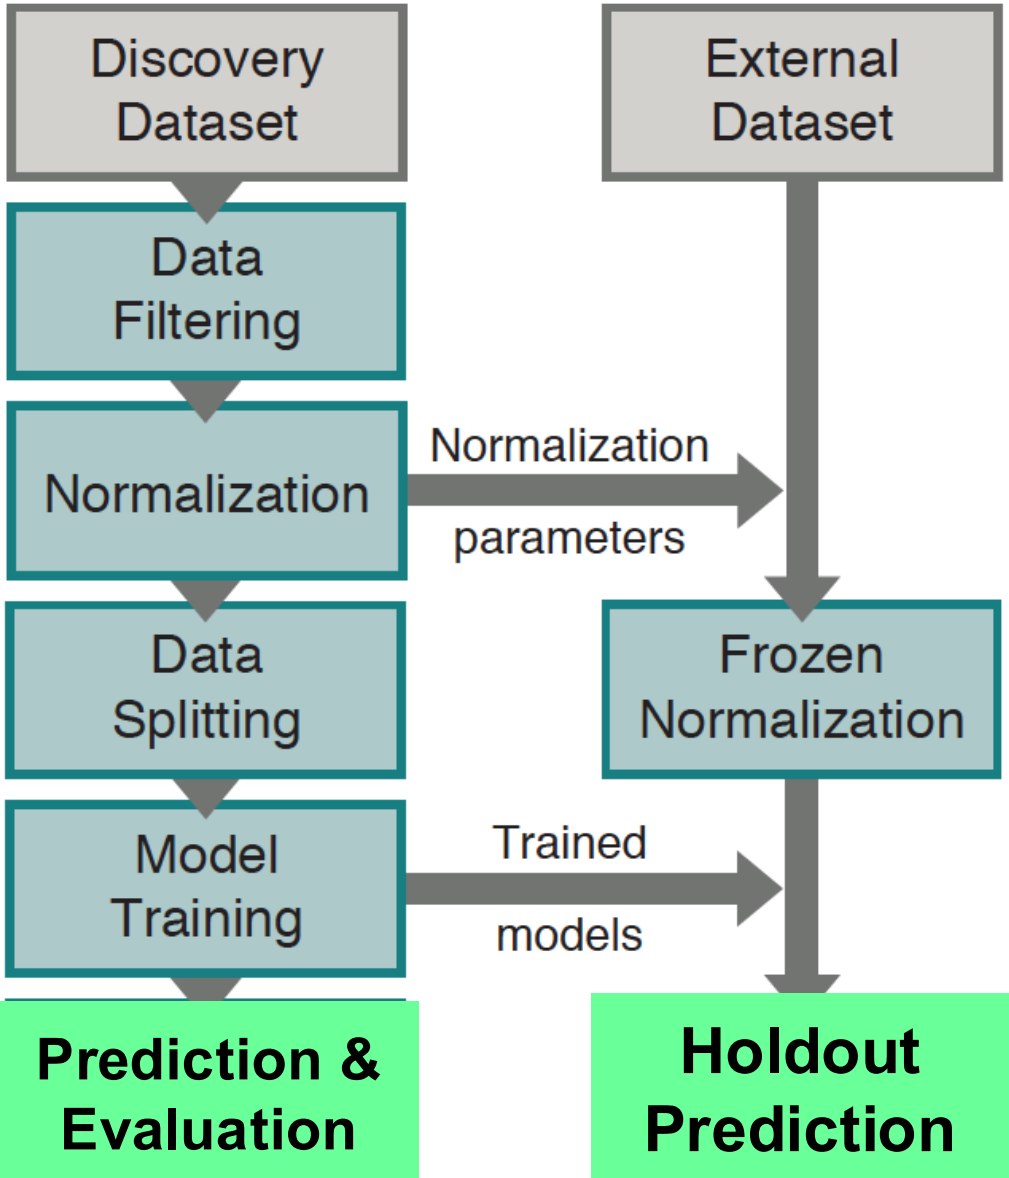 Discovery
Dataset
External
Dataset
Data
Filtering
Normalization
Normalization
parameters
Data
Splitting
Frozen
Normalization
Model
Training
Trained
models
Prediction &
Evaluation
Holdout
Prediction